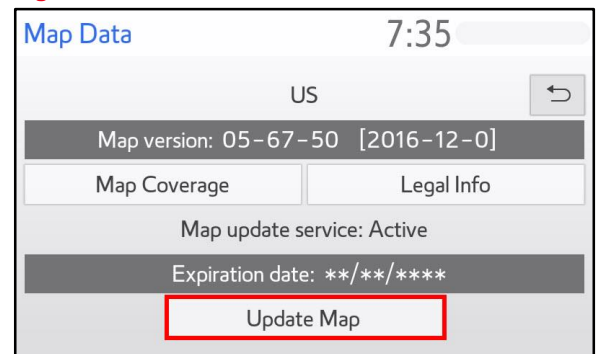 Map Data 7:35
US
Map version: 05-67-50 [2016-12-0]
Map Coverage Legal Info
Map update service: Active
Expiration date: **/**/****
Update Map